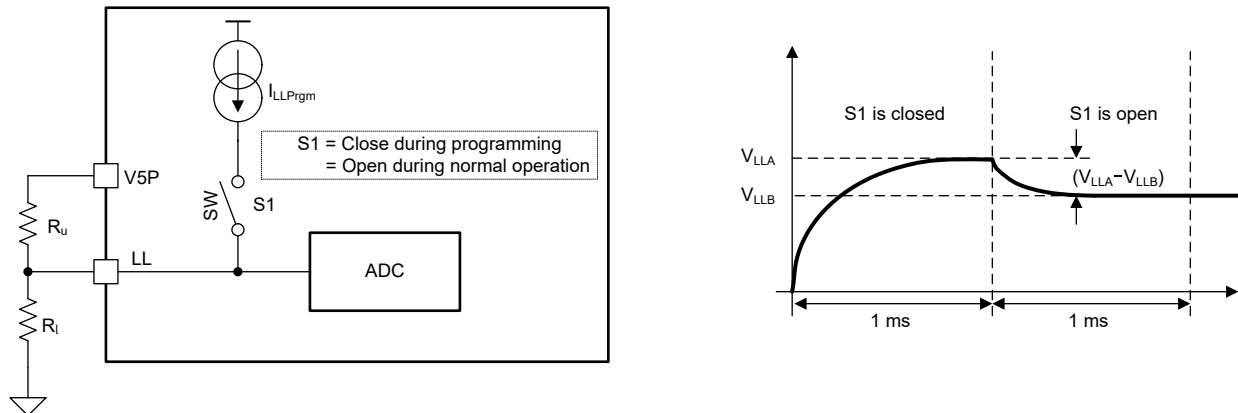 I_LLPrgm
S1 = Close during programming
= Open during normal operation
V5P
SW
S1
R_u
LL
ADC
R_l
S1 is closed
S1 is open
V_LLA
(V_LLA−V_LLB)
V_LLB
1 ms
1 ms